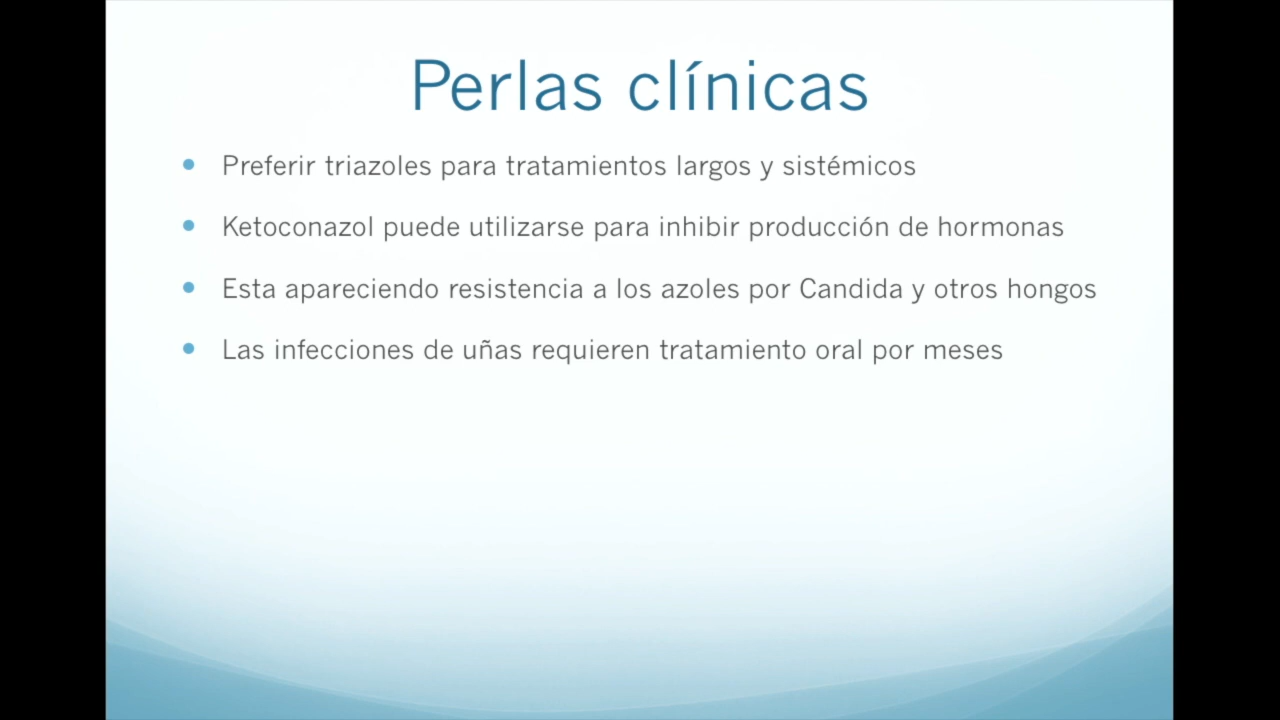 Perlas clínicas
• Preferir triazoles para tratamientos largos y sistémicos
• Ketoconazol puede utilizarse para inhibir producción de hormonas
• Esta apareciendo resistencia a los azoles por Candida y otros hongos
• Las infecciones de uñas requieren tratamiento oral por meses